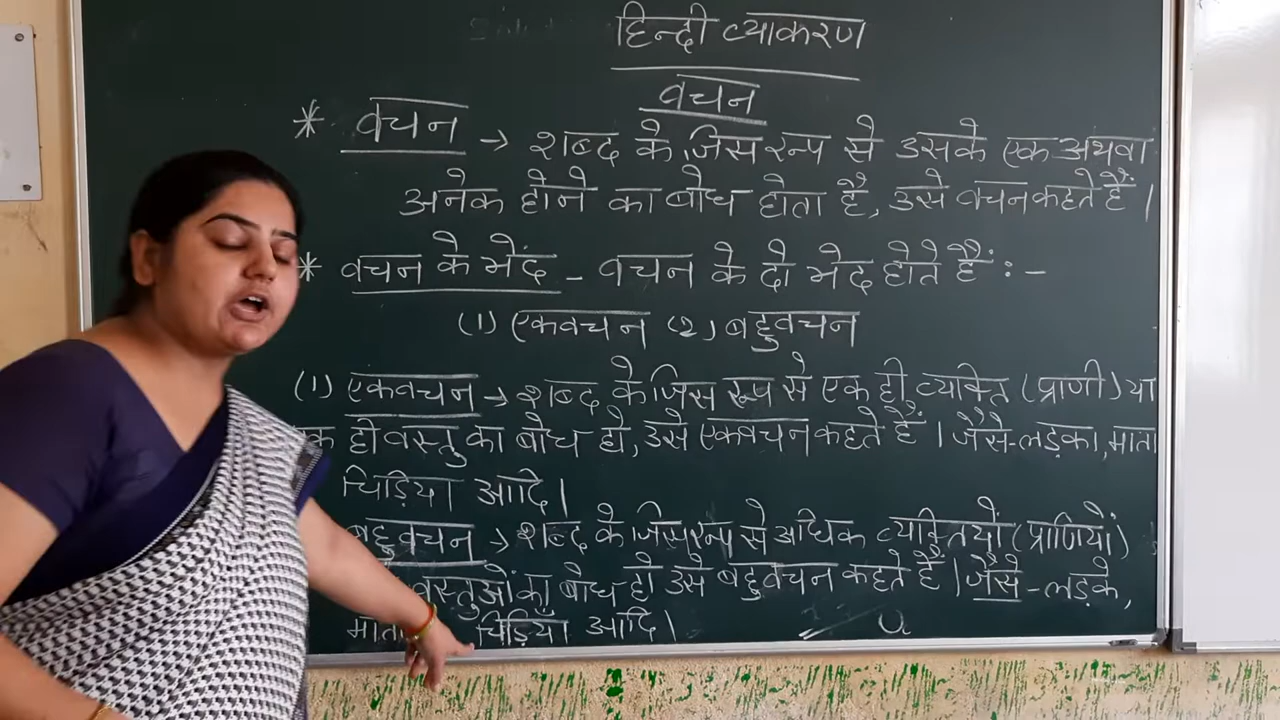 हिन्दी व्याकरण
वचन
* वचन → शब्द के जिस रूप से उसके एक अथवा
अनेक होने का बोध होता है, उसे वचन कहते हैं।
* वचन के भेद - वचन के दो भेद होते हैं :-
(1) एकवचन (2) बहुवचन
(1) एकवचन → शब्द के जिस रूप से एक ही व्यक्ति (प्राणी) या
एक ही वस्तु का बोध हो, उसे एकवचन कहते हैं। जैसे-लड़का, माता
चिड़िया आदि।
बहुवचन → शब्द के जिस रूप से अधिक व्यक्तियों (प्राणियों)
वस्तुओं का बोध हो उसे बहुवचन कहते हैं। जैसे - लड़के,
चिड़ियाँ आदि।